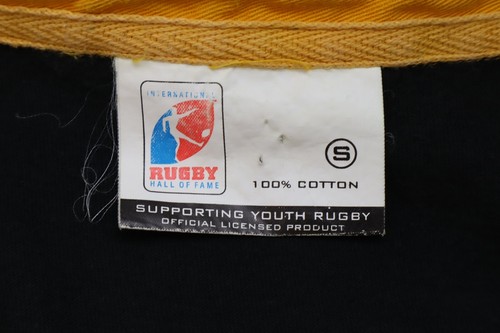 INTERNATIONAL
RUGBY
HALL OF FAME
S
100% COTTON
SUPPORTING YOUTH RUGBY
OFFICIAL LICENSED PRODUCT